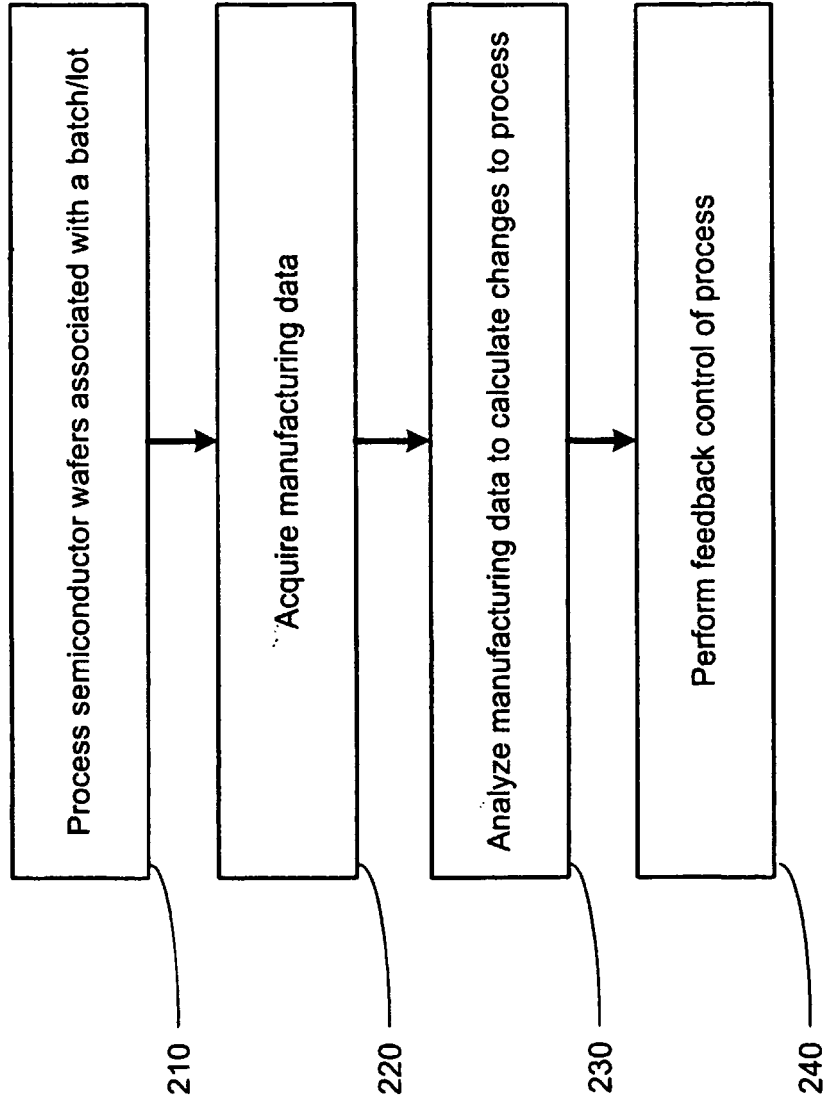 Process semiconductor wafers associated with a batch/lot
210
Acquire manufacturing data
220
Analyze manufacturing data to calculate changes to process
230
Perform feedback control of process
240